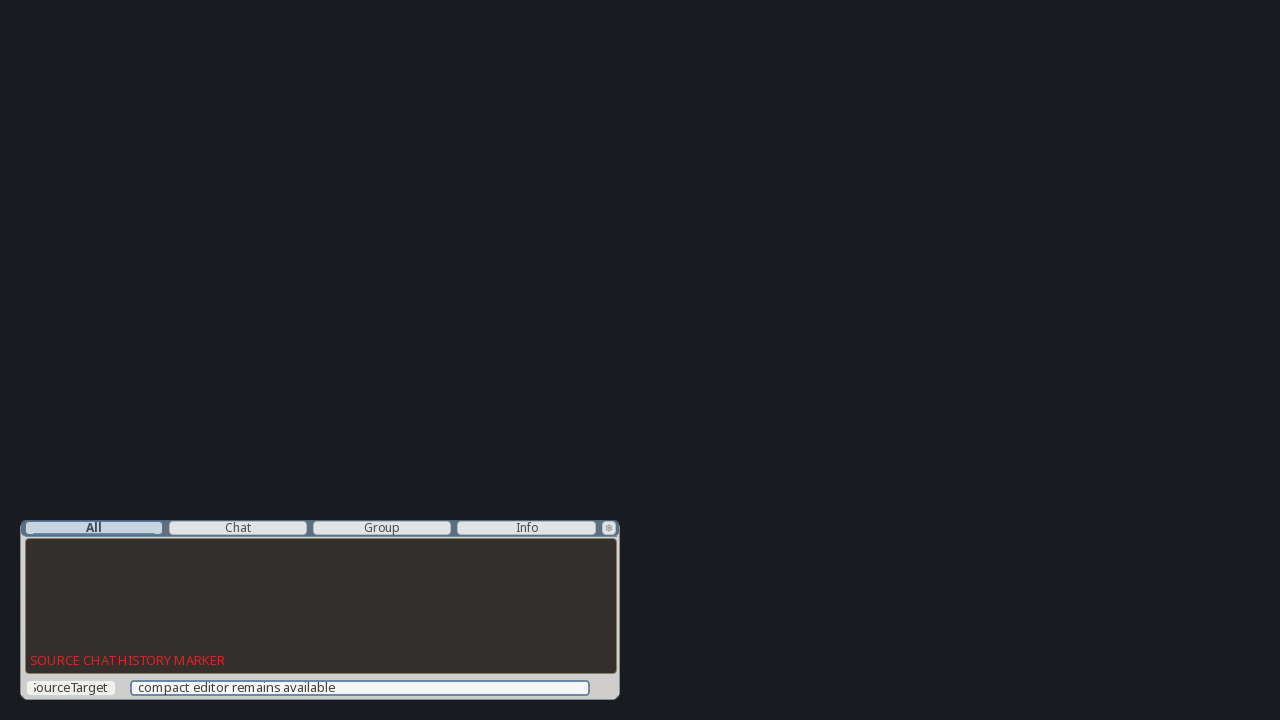 All Chat Group Info
SOURCE CHAT HISTORY MARKER
SourceTarget compact editor remains available